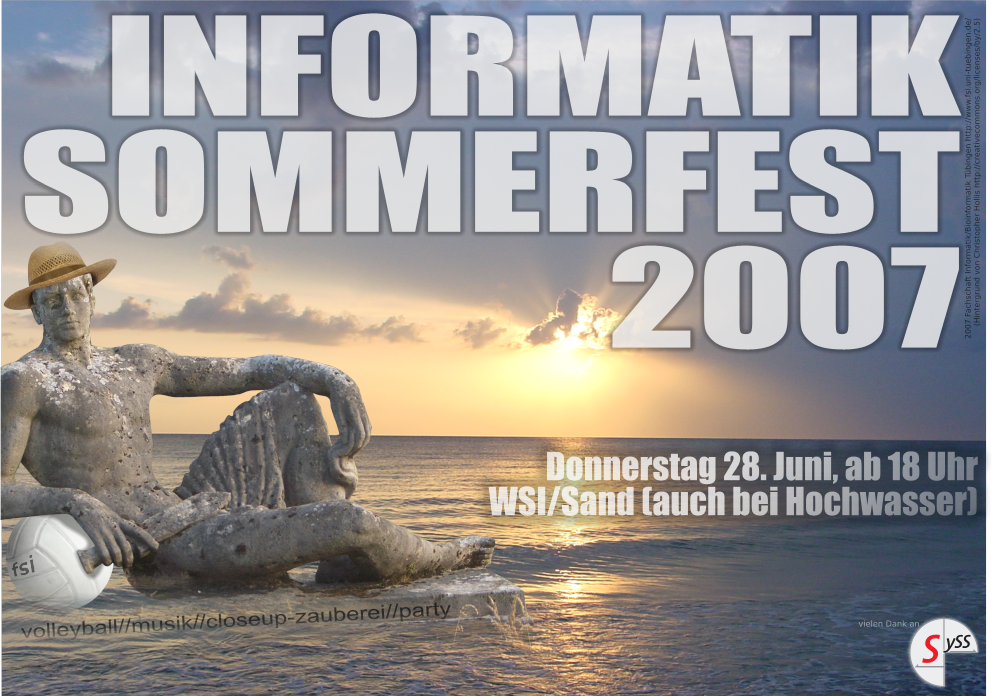 INFORMATIK
SOMMERFEST
2007
2007 Fachschaft Informatik/Bioinformatik Tübingen http://www.fsi.uni-tuebingen.de/
(Hintergrund von Christopher Hollis http://creativecommons.org/licenses/by/2.5)
Donnerstag 28. Juni, ab 18 Uhr
WSI/Sand (auch bei Hochwasser)
fsi
volleyball//musik//closeup-zauberei//party
vielen Dank an
SySS